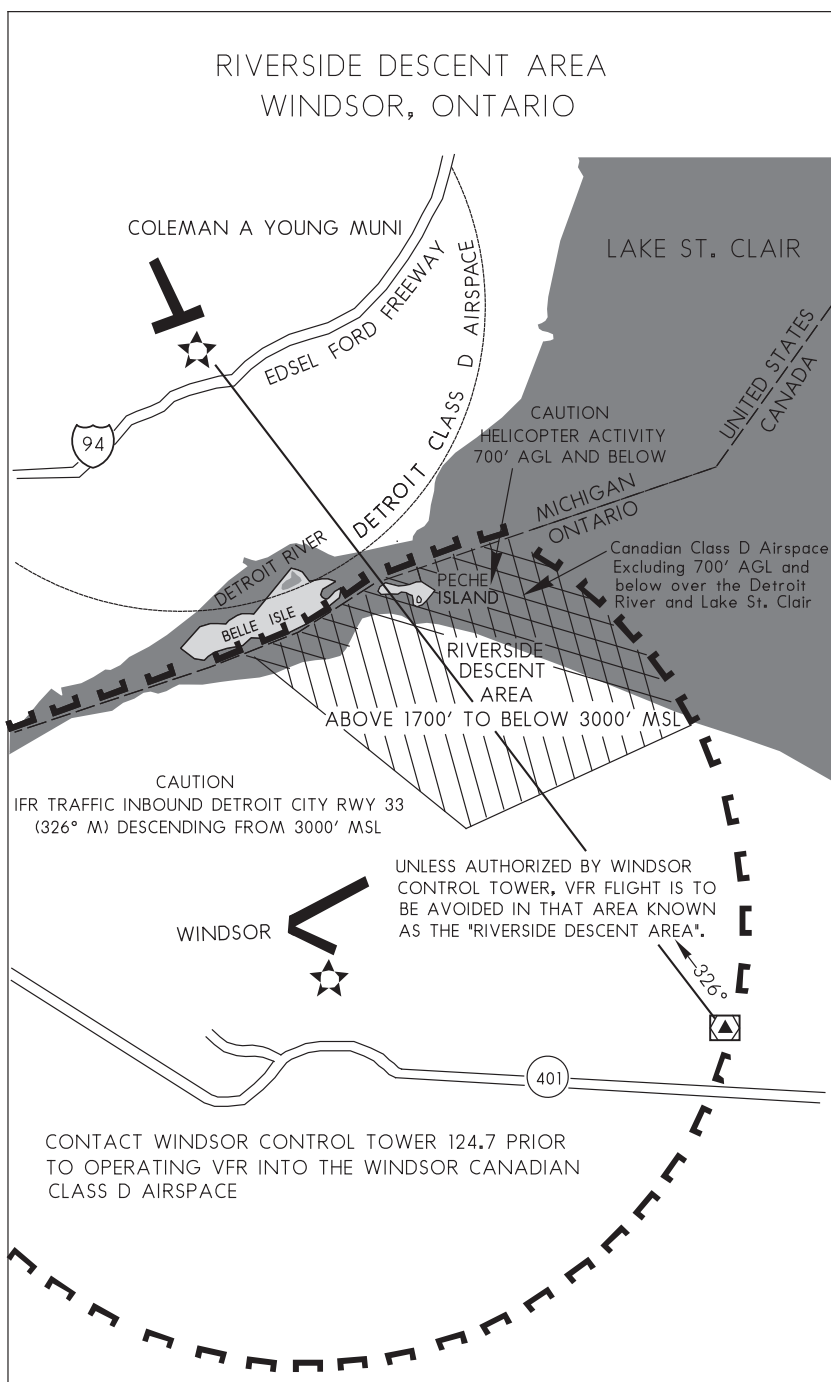 RIVERSIDE DESCENT AREA
WINDSOR, ONTARIO
COLEMAN A YOUNG MUNI
LAKE ST. CLAIR
EDSEL FORD FREEWAY
DETROIT CLASS D AIRSPACE
UNITED STATES
CANADA
94
CAUTION
HELICOPTER ACTIVITY
700' AGL AND BELOW
MICHIGAN
ONTARIO
DETROIT RIVER
Canadian Class D Airspace
Excluding 700' AGL and
below over the Detroit
River and Lake St. Clair
PECHE
ISLAND
BELLE ISLE
RIVERSIDE
DESCENT
AREA
ABOVE 1700' TO BELOW 3000' MSL
CAUTION
IFR TRAFFIC INBOUND DETROIT CITY RWY 33
(326° M) DESCENDING FROM 3000' MSL
UNLESS AUTHORIZED BY WINDSOR
CONTROL TOWER, VFR FLIGHT IS TO
BE AVOIDED IN THAT AREA KNOWN
AS THE "RIVERSIDE DESCENT AREA".
WINDSOR
326°
401
CONTACT WINDSOR CONTROL TOWER 124.7 PRIOR
TO OPERATING VFR INTO THE WINDSOR CANADIAN
CLASS D AIRSPACE